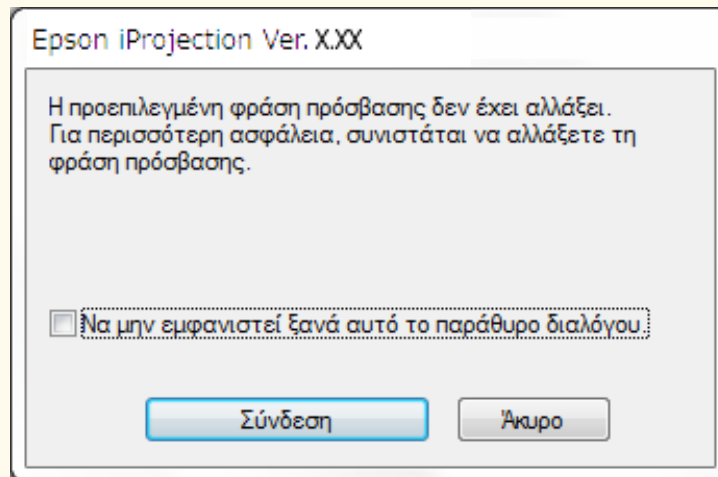 Epson iProjection Ver. X.XX
Η προεπιλεγμένη φράση πρόσβασης δεν έχει αλλάξει.
Για περισσότερη ασφάλεια, συνιστάται να αλλάξετε τη
φράση πρόσβασης.
Να μην εμφανιστεί ξανά αυτό το παράθυρο διαλόγου.
Σύνδεση
Άκυρο